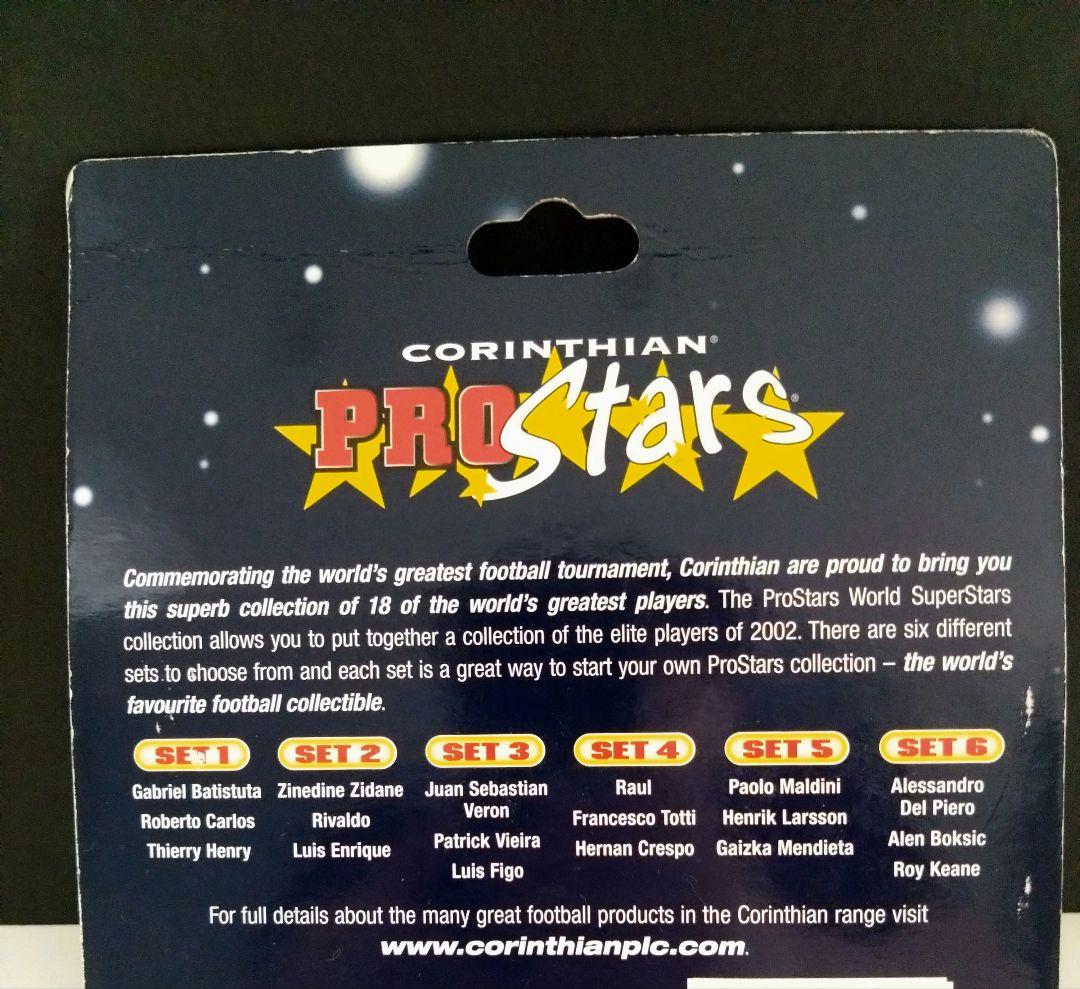 CORINTHIAN®
PROStars®
Commemorating the world's greatest football tournament, Corinthian are proud to bring you
this superb collection of 18 of the world's greatest players. The ProStars World SuperStars
collection allows you to put together a collection of the elite players of 2002. There are six different
sets to choose from and each set is a great way to start your own ProStars collection – the world's
favourite football collectible.
SET 1
Gabriel Batistuta
Roberto Carlos
Thierry Henry
SET 2
Zinedine Zidane
Rivaldo
Luis Enrique
SET 3
Juan Sebastian
Veron
Patrick Vieira
Luis Figo
SET 4
Raul
Francesco Totti
Hernan Crespo
SET 5
Paolo Maldini
Henrik Larsson
Gaizka Mendieta
SET 6
Alessandro
Del Piero
Alen Boksic
Roy Keane
For full details about the many great football products in the Corinthian range visit
www.corinthianplc.com.